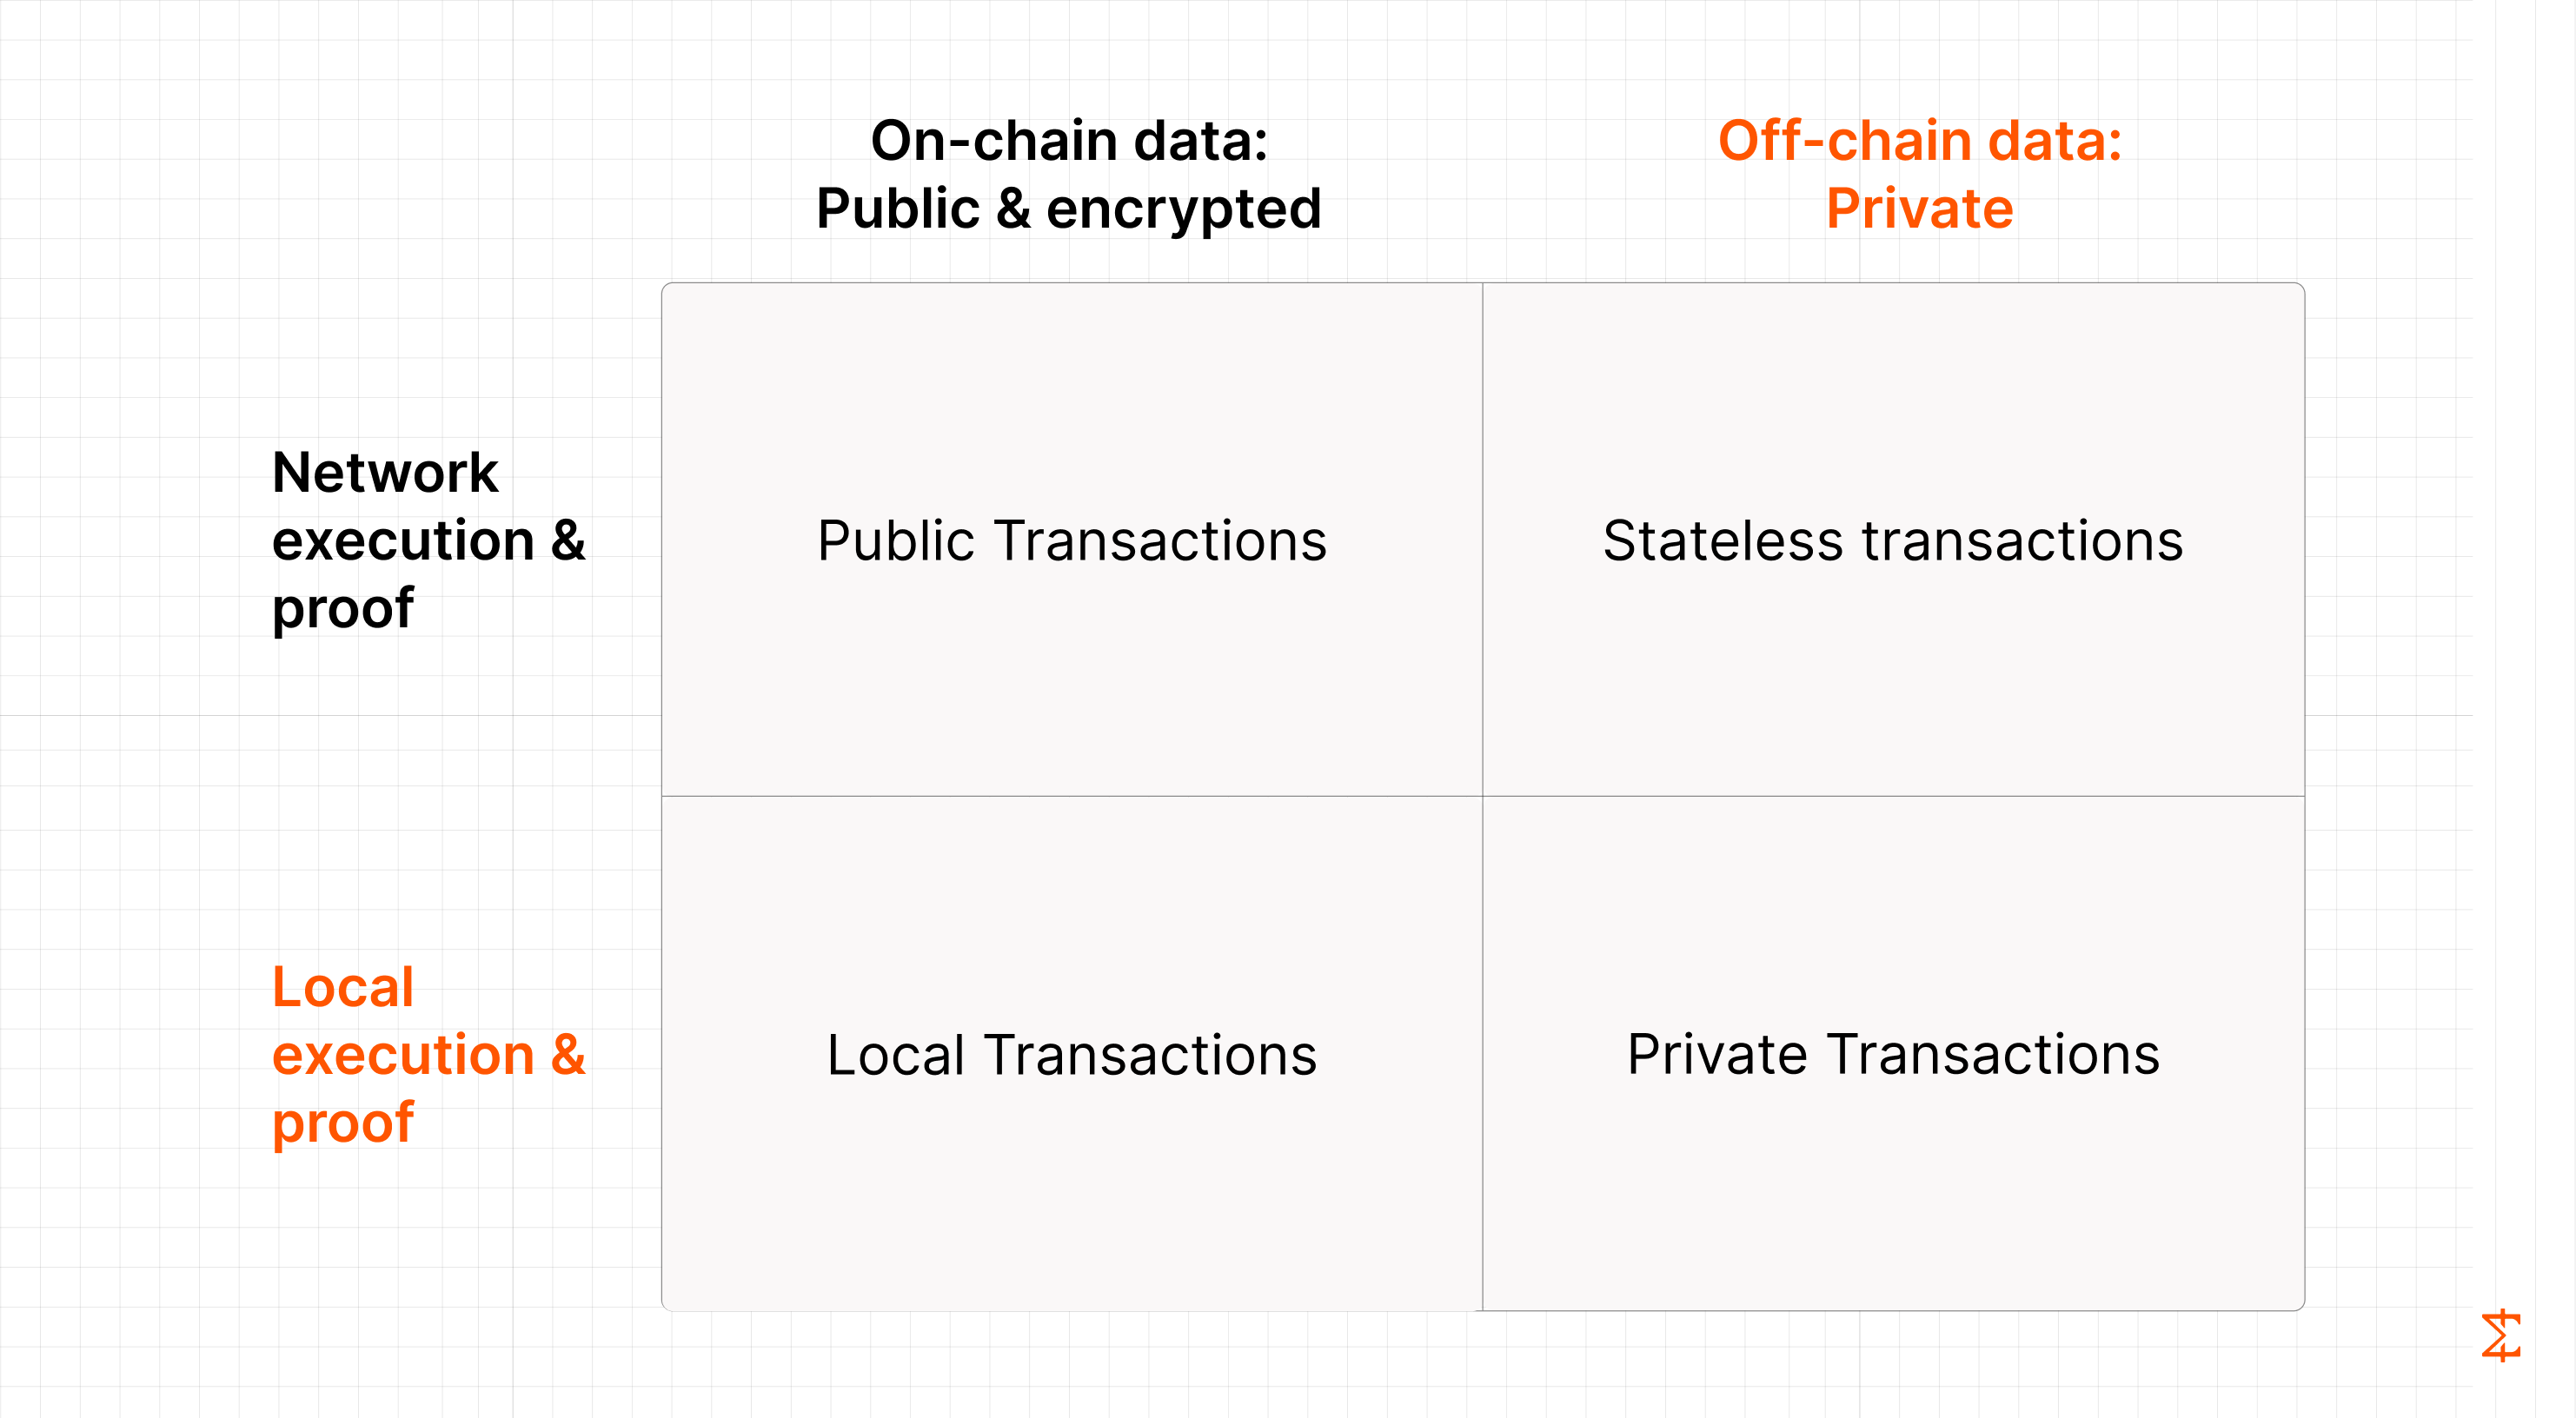 On-chain data:
Public & encrypted
Off-chain data:
Private
Network
execution &
proof
Public Transactions
Stateless transactions
Local
execution &
proof
Local Transactions
Private Transactions